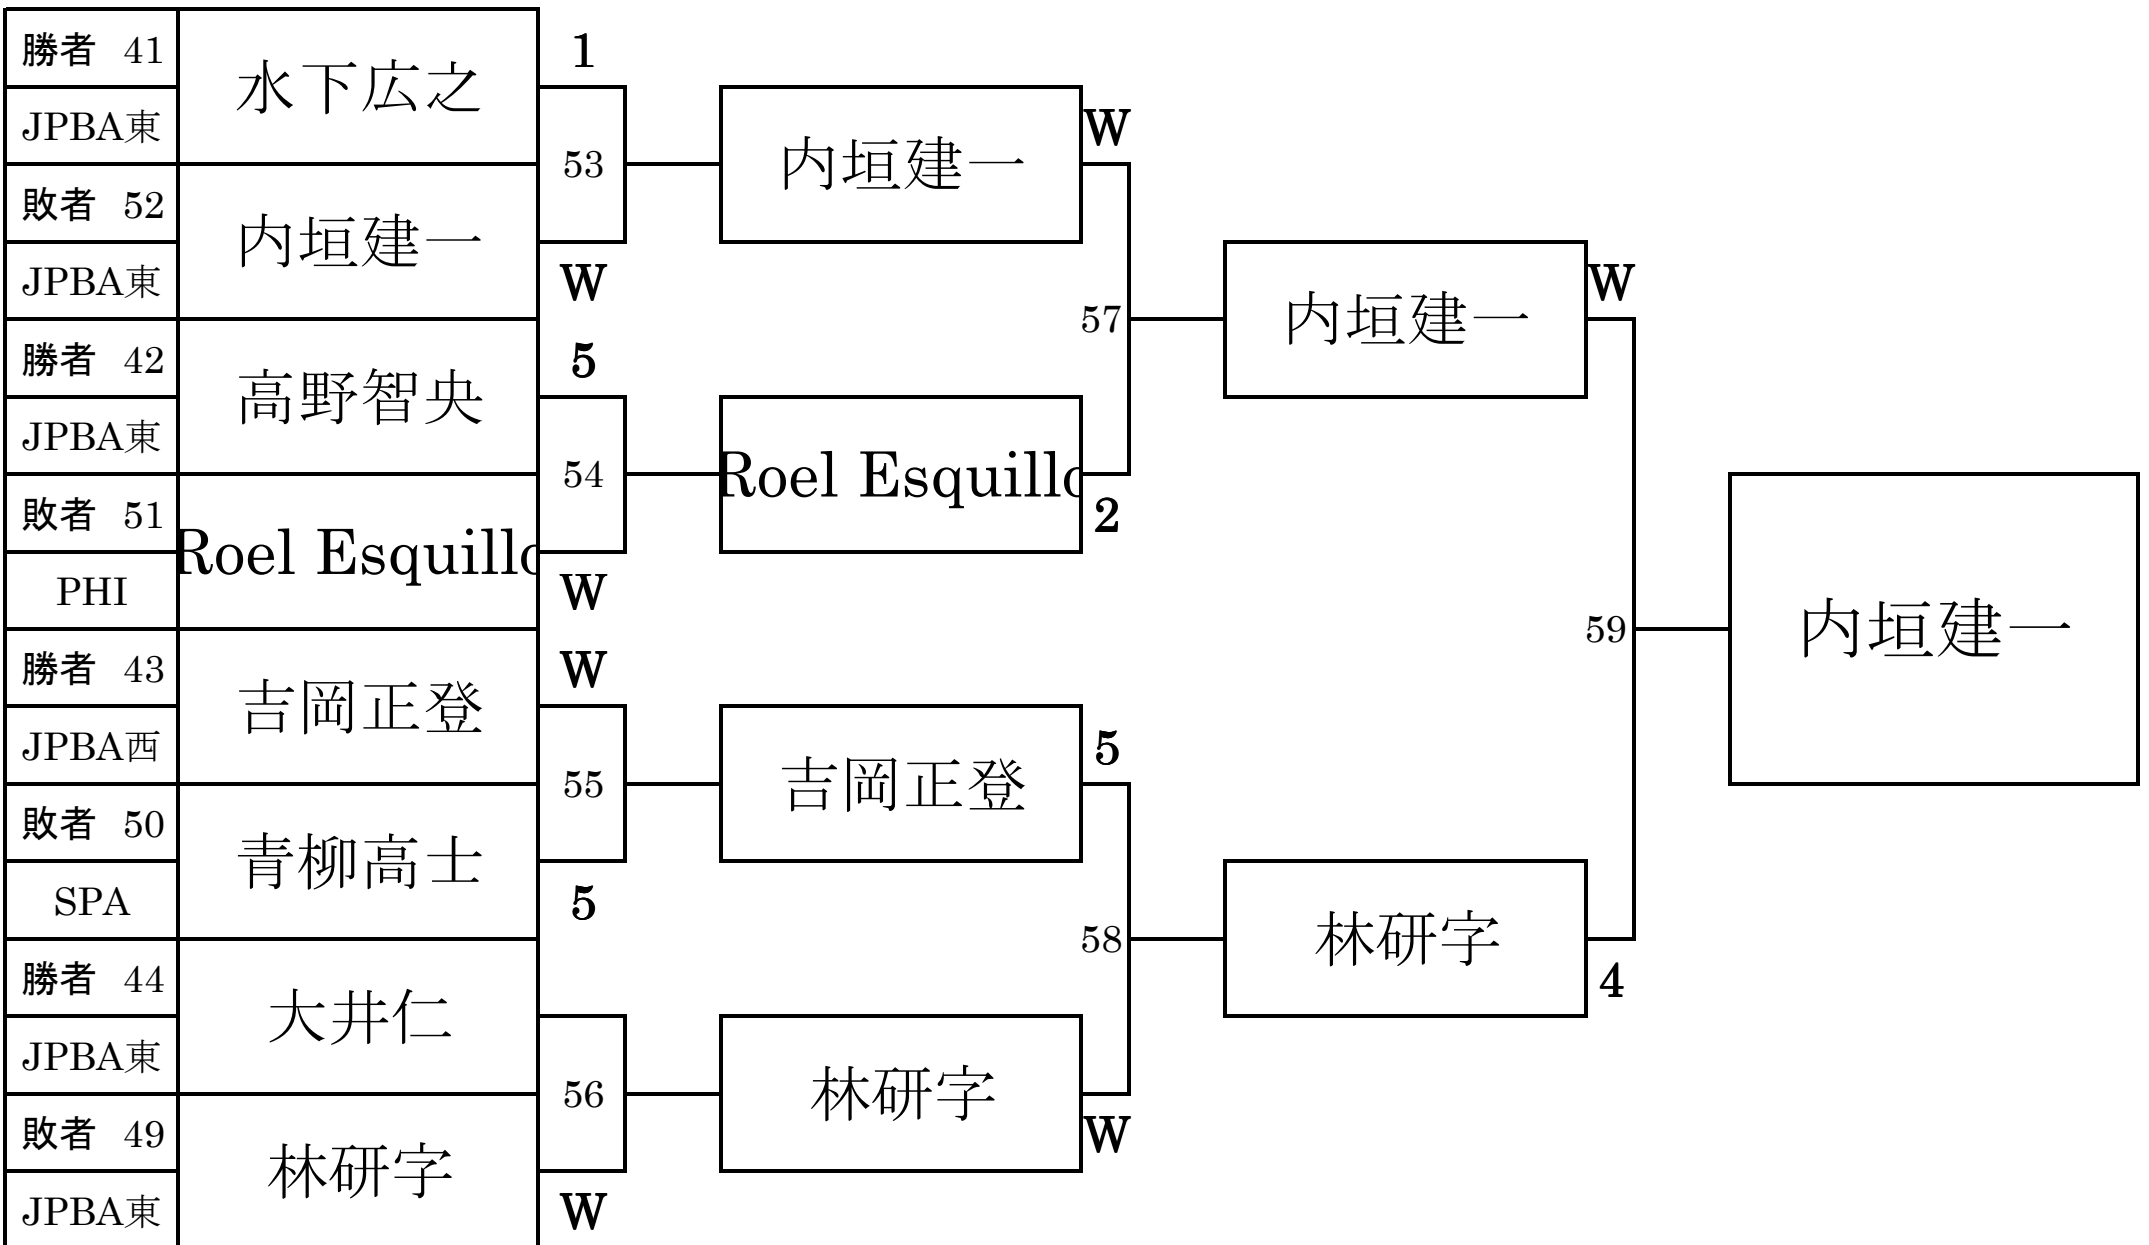 勝者 41
水下広之
1
JPBA東
53
内垣建一
W
敗者 52
内垣建一
JPBA東
W
57
内垣建一
W
勝者 42
高野智央
5
JPBA東
54
Roel Esquillo
2
敗者 51
Roel Esquillo
PHI
W
59
内垣建一
勝者 43
吉岡正登
W
JPBA西
55
吉岡正登
5
敗者 50
青柳高士
SPA
5
58
林研字
4
勝者 44
大井仁
JPBA東
56
林研字
W
敗者 49
林研字
JPBA東
W